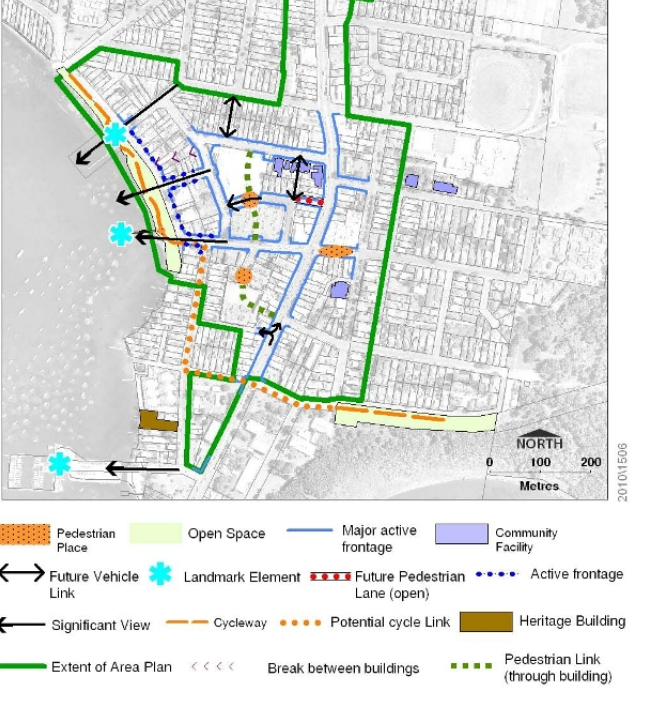 NORTH
0 100 200
Metres
2010\1506
Pedestrian
Place
Open Space
Major active
frontage
Community
Facility
Future Vehicle
Link
Landmark Element
Future Pedestrian
Lane (open)
Active frontage
Significant View
Cycleway
Potential cycle Link
Heritage Building
Extent of Area Plan
Break between buildings
Pedestrian Link
(through building)